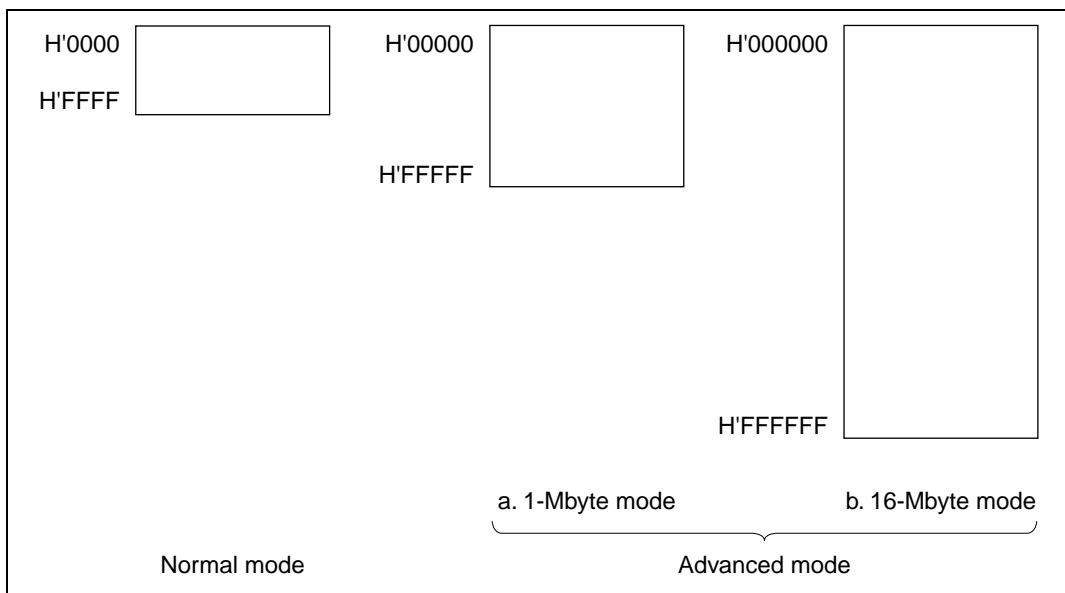 H'0000
H'FFFF
H'00000
H'FFFFF
H'000000
H'FFFFFF
a. 1-Mbyte mode
b. 16-Mbyte mode
Normal mode
Advanced mode